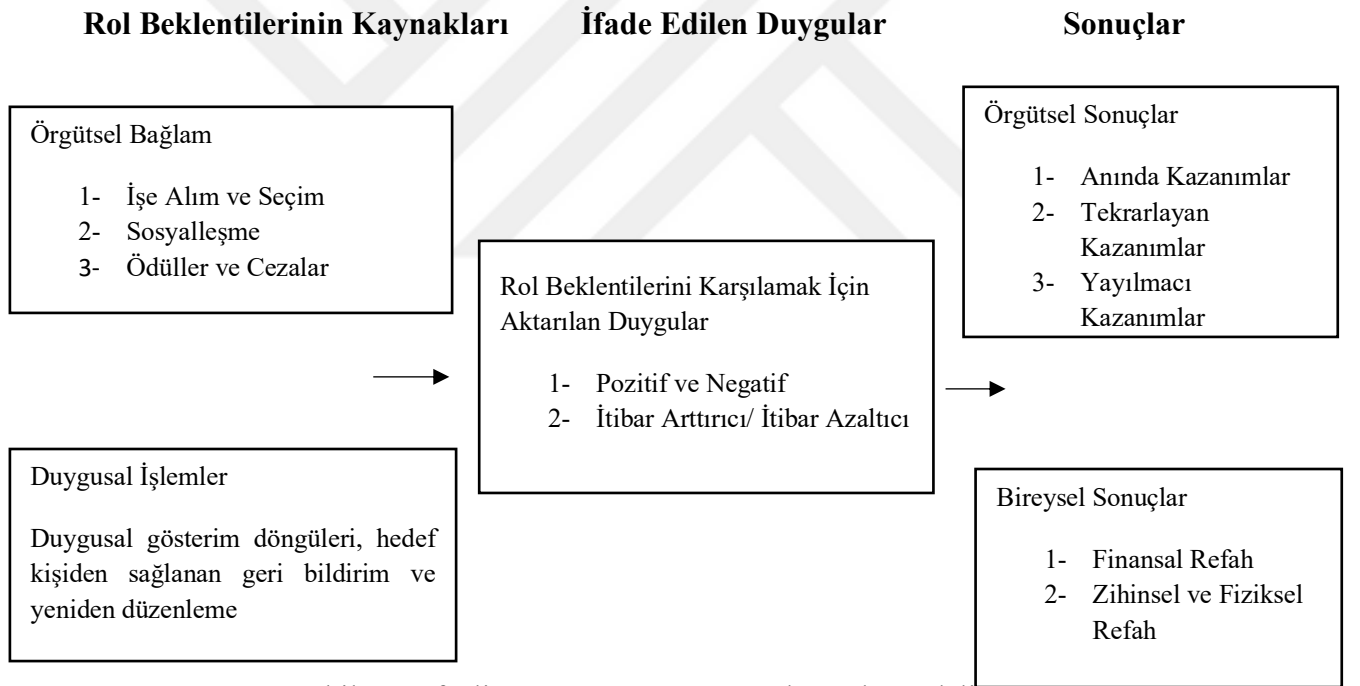 Rol Beklentilerinin Kaynakları
İfade Edilen Duygular
Sonuçlar
Örgütsel Bağlam
1- İşe Alım ve Seçim
2- Sosyalleşme
3- Ödüller ve Cezalar
Duygusal İşlemler
Duygusal gösterim döngüleri, hedef
kişiden sağlanan geri bildirim ve
yeniden düzenleme
Rol Beklentilerini Karşılamak İçin
Aktarılan Duygular
1- Pozitif ve Negatif
2- İtibar Arttırıcı/ İtibar Azaltıcı
Örgütsel Sonuçlar
1- Anında Kazanımlar
2- Tekrarlayan
Kazanımlar
3- Yayılmacı
Kazanımlar
Bireysel Sonuçlar
1- Finansal Refah
2- Zihinsel ve Fiziksel
Refah